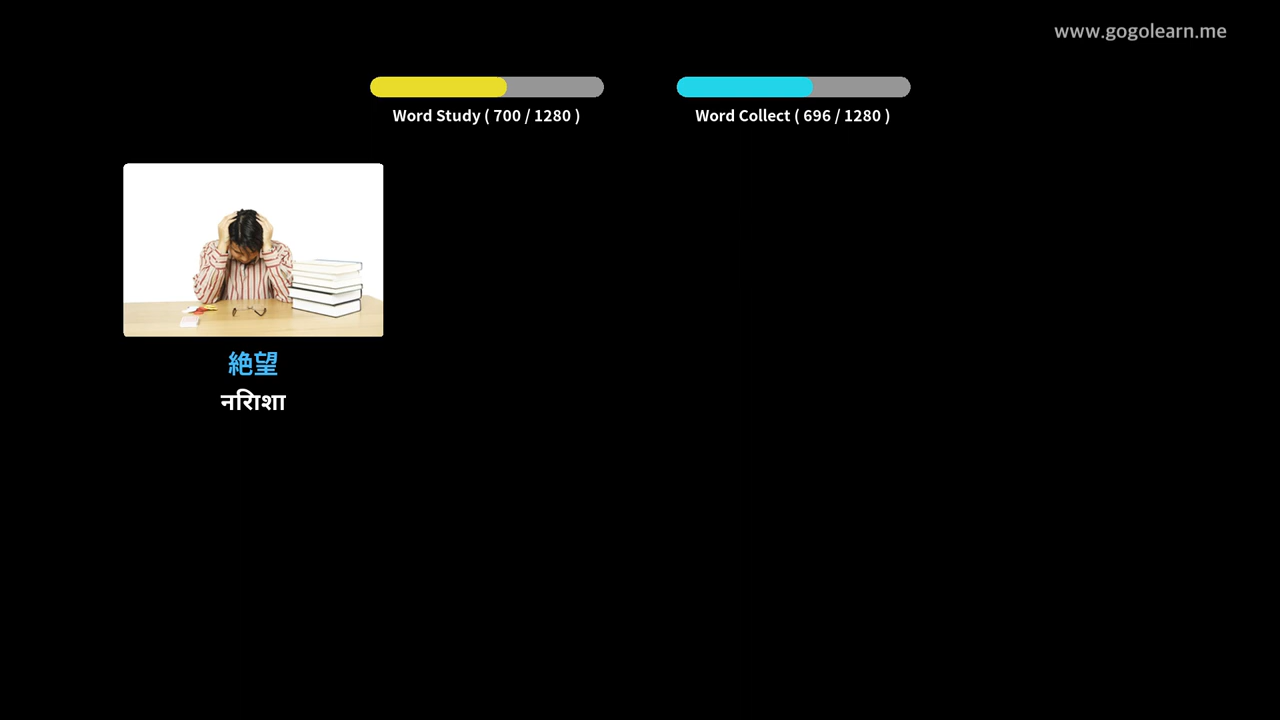 www.gogolearn.me
Word Study ( 700 / 1280 )
Word Collect ( 696 / 1280 )
絶望
नरिाशा